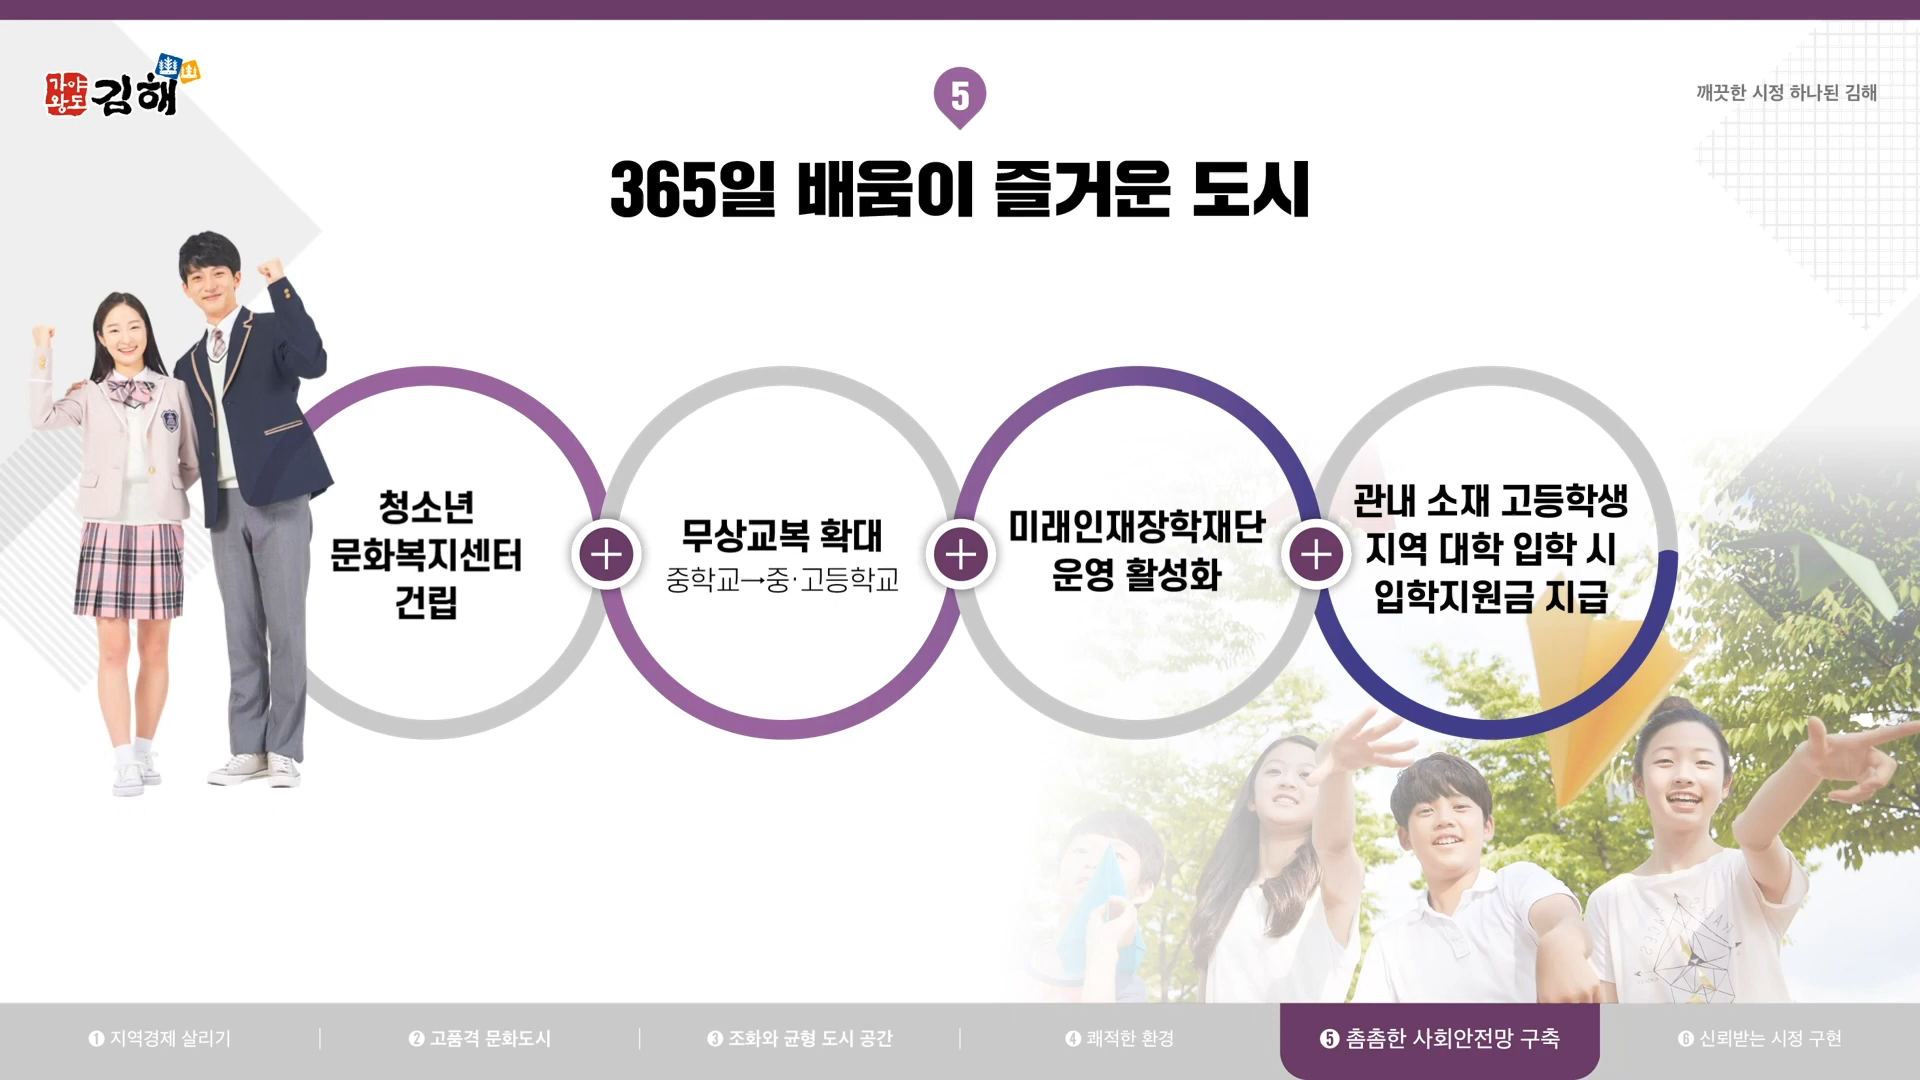 가야
왕도 김해
깨끗한 시정 하나된 김해
5
365일 배움이 즐거운 도시
청소년
문화복지센터
건립
무상교복 확대
중학교→중·고등학교
미래인재장학재단
운영 활성화
관내 소재 고등학생
지역 대학 입학 시
입학지원금 지급
❶ 지역경제 살리기
❷ 고품격 문화도시
❸ 조화와 균형 도시 공간
❹ 쾌적한 환경
❺ 촘촘한 사회안전망 구축
❻ 신뢰받는 시정 구현